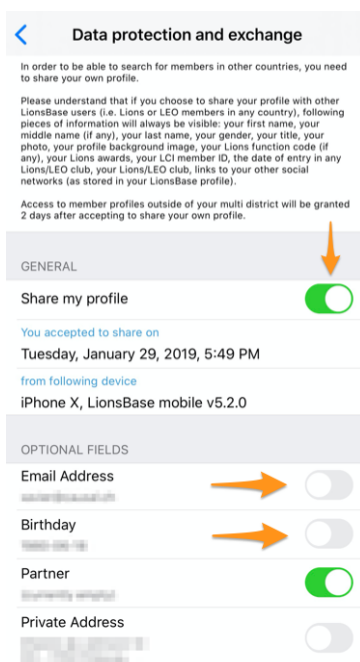 Data protection and exchange
In order to be able to search for members in other countries, you need
to share your own profile.
Please understand that if you choose to share your profile with other
LionsBase users (i.e. Lions or LEO members in any country), following
pieces of information will always be visible: your first name, your
middle name (if any), your last name, your gender, your title, your
photo, your profile background image, your Lions function code (if
any), your Lions awards, your LCI member ID, the date of entry in any
Lions/LEO club, your Lions/LEO club, links to your other social
networks (as stored in your LionsBase profile).
Access to member profiles outside of your multi district will be granted
2 days after accepting to share your own profile.
GENERAL
Share my profile
You accepted to share on
Tuesday, January 29, 2019, 5:49 PM
from following device
iPhone X, LionsBase mobile v5.2.0
OPTIONAL FIELDS
Email Address
Birthday
Partner
Private Address